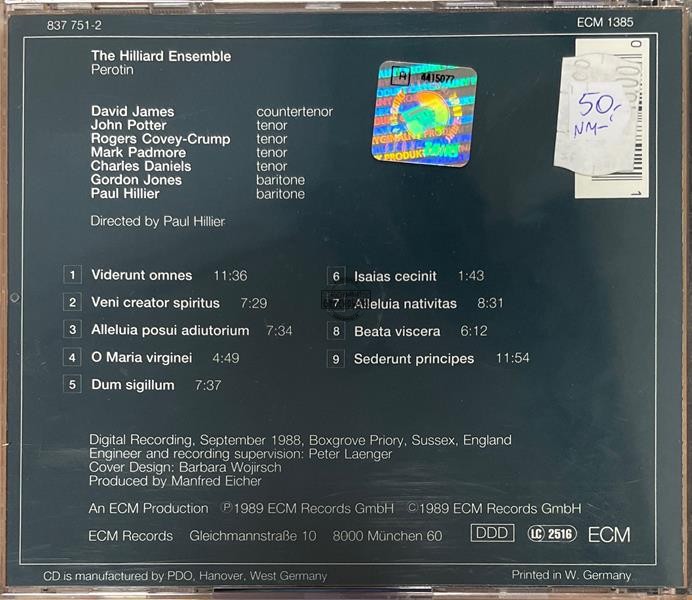 837 751-2
ECM 1385
The Hilliard Ensemble
Perotin
David James countertenor
John Potter tenor
Rogers Covey-Crump tenor
Mark Padmore tenor
Charles Daniels tenor
Gordon Jones baritone
Paul Hillier baritone
Directed by Paul Hillier
A 4415077
50,-
NM-
1 Viderunt omnes 11:36
2 Veni creator spiritus 7:29
3 Alleluia posui adiutorium 7:34
4 O Maria virginei 4:49
5 Dum sigillum 7:37
6 Isaias cecinit 1:43
7 Alleluia nativitas 8:31
8 Beata viscera 6:12
9 Sederunt principes 11:54
Digital Recording, September 1988, Boxgrove Priory, Sussex, England
Engineer and recording supervision: Peter Laenger
Cover Design: Barbara Wojirsch
Produced by Manfred Eicher
An ECM Production Ⓟ1989 ECM Records GmbH ©1989 ECM Records GmbH
ECM Records Gleichmannstraße 10 8000 München 60 DDD LC 2516 ECM
CD is manufactured by PDO, Hanover, West Germany
Printed in W. Germany